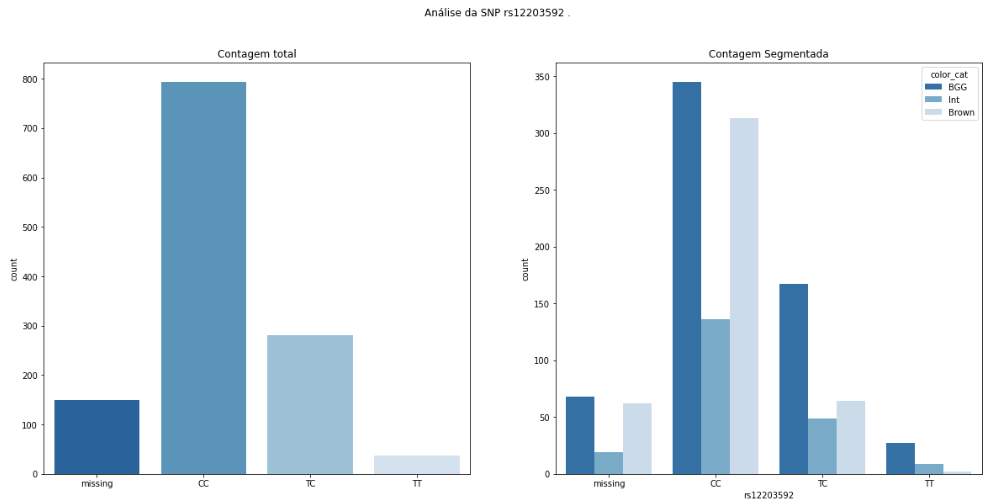 Análise da SNP rs12203592 .
Contagem total
count
800
700
600
500
400
300
200
100
0
missing CC TC TT
Contagem Segmentada
count
350
300
250
200
150
100
50
0
missing CC TC TT
rs12203592
color_cat
BGG
Int
Brown